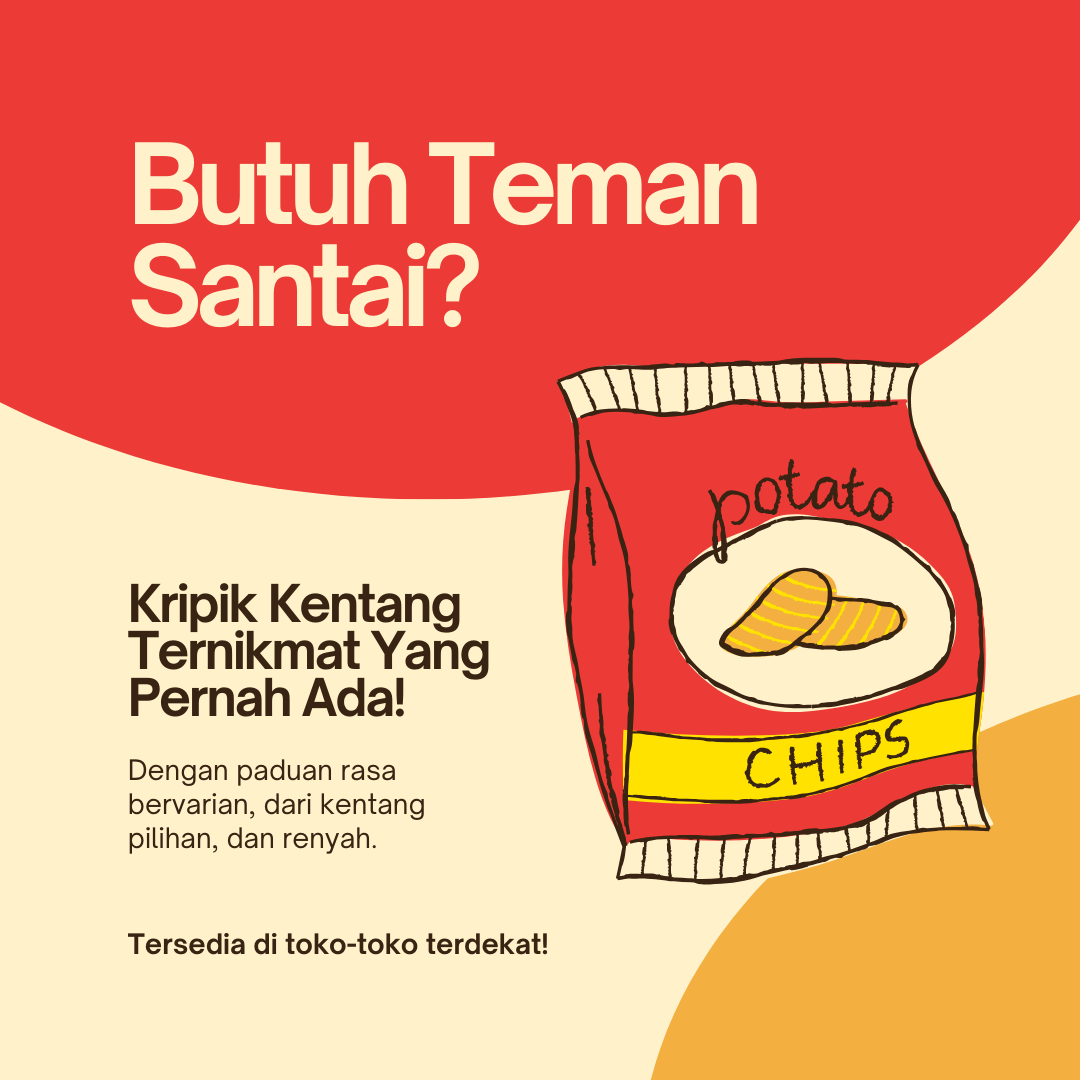 Butuh Teman
Santai?
potato
CHIPS
Kripik Kentang
Ternikmat Yang
Pernah Ada!
Dengan paduan rasa
bervarian, dari kentang
pilihan, dan renyah.
Tersedia di toko-toko terdekat!